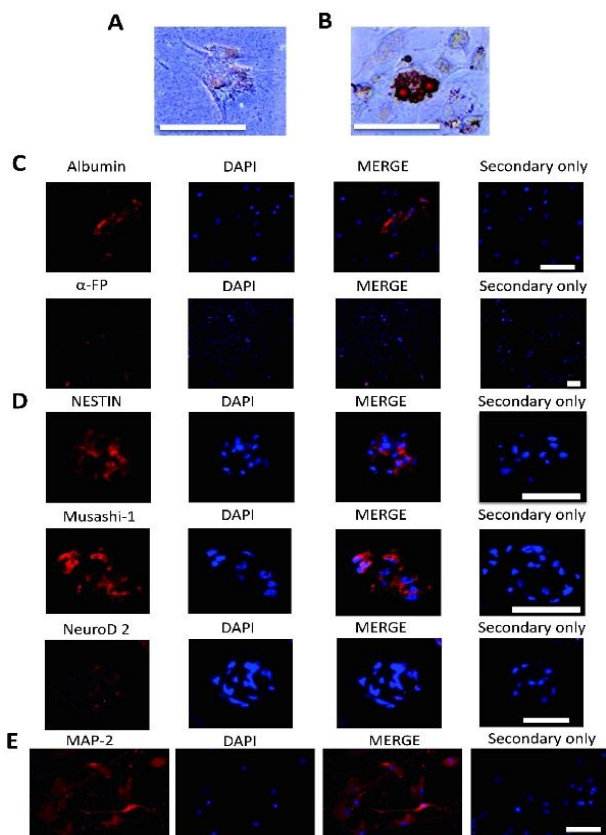 A B
C Albumin DAPI MERGE Secondary only
α-FP DAPI MERGE Secondary only
D NESTIN DAPI MERGE Secondary only
Musashi-1 DAPI MERGE Secondary only
NeuroD 2 DAPI MERGE Secondary only
E MAP-2 DAPI MERGE Secondary only